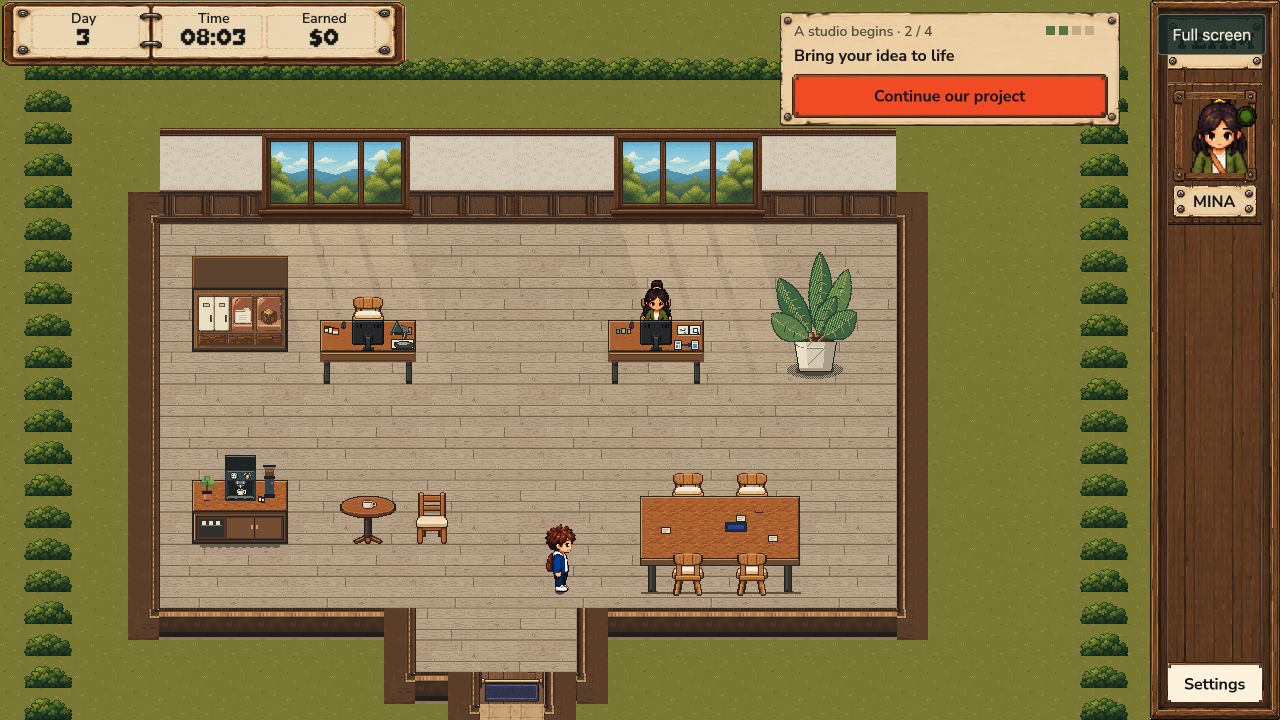 Day
3
Time
08:03
Earned
$0
A studio begins · 2 / 4
Bring your idea to life
Continue our project
Full screen
MINA
Settings